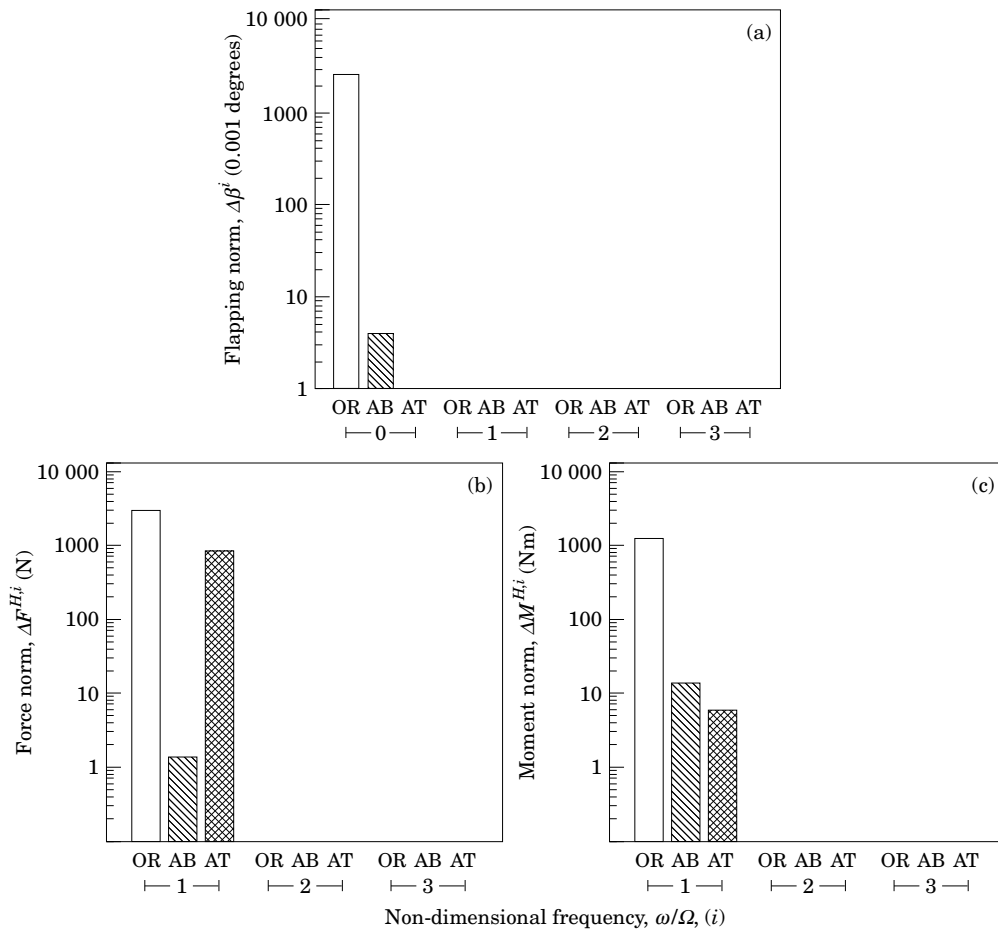 (a)
Flapping norm, Δβ^i (0.001 degrees)
10 000
1000
100
10
1
OR AB AT OR AB AT OR AB AT OR AB AT
0 1 2 3
(b)
Force norm, ΔF^{H,i} (N)
10 000
1000
100
10
1
OR AB AT OR AB AT OR AB AT
1 2 3
(c)
Moment norm, ΔM^{H,i} (Nm)
10 000
1000
100
10
1
OR AB AT OR AB AT OR AB AT
1 2 3
Non-dimensional frequency, ω/Ω, (i)